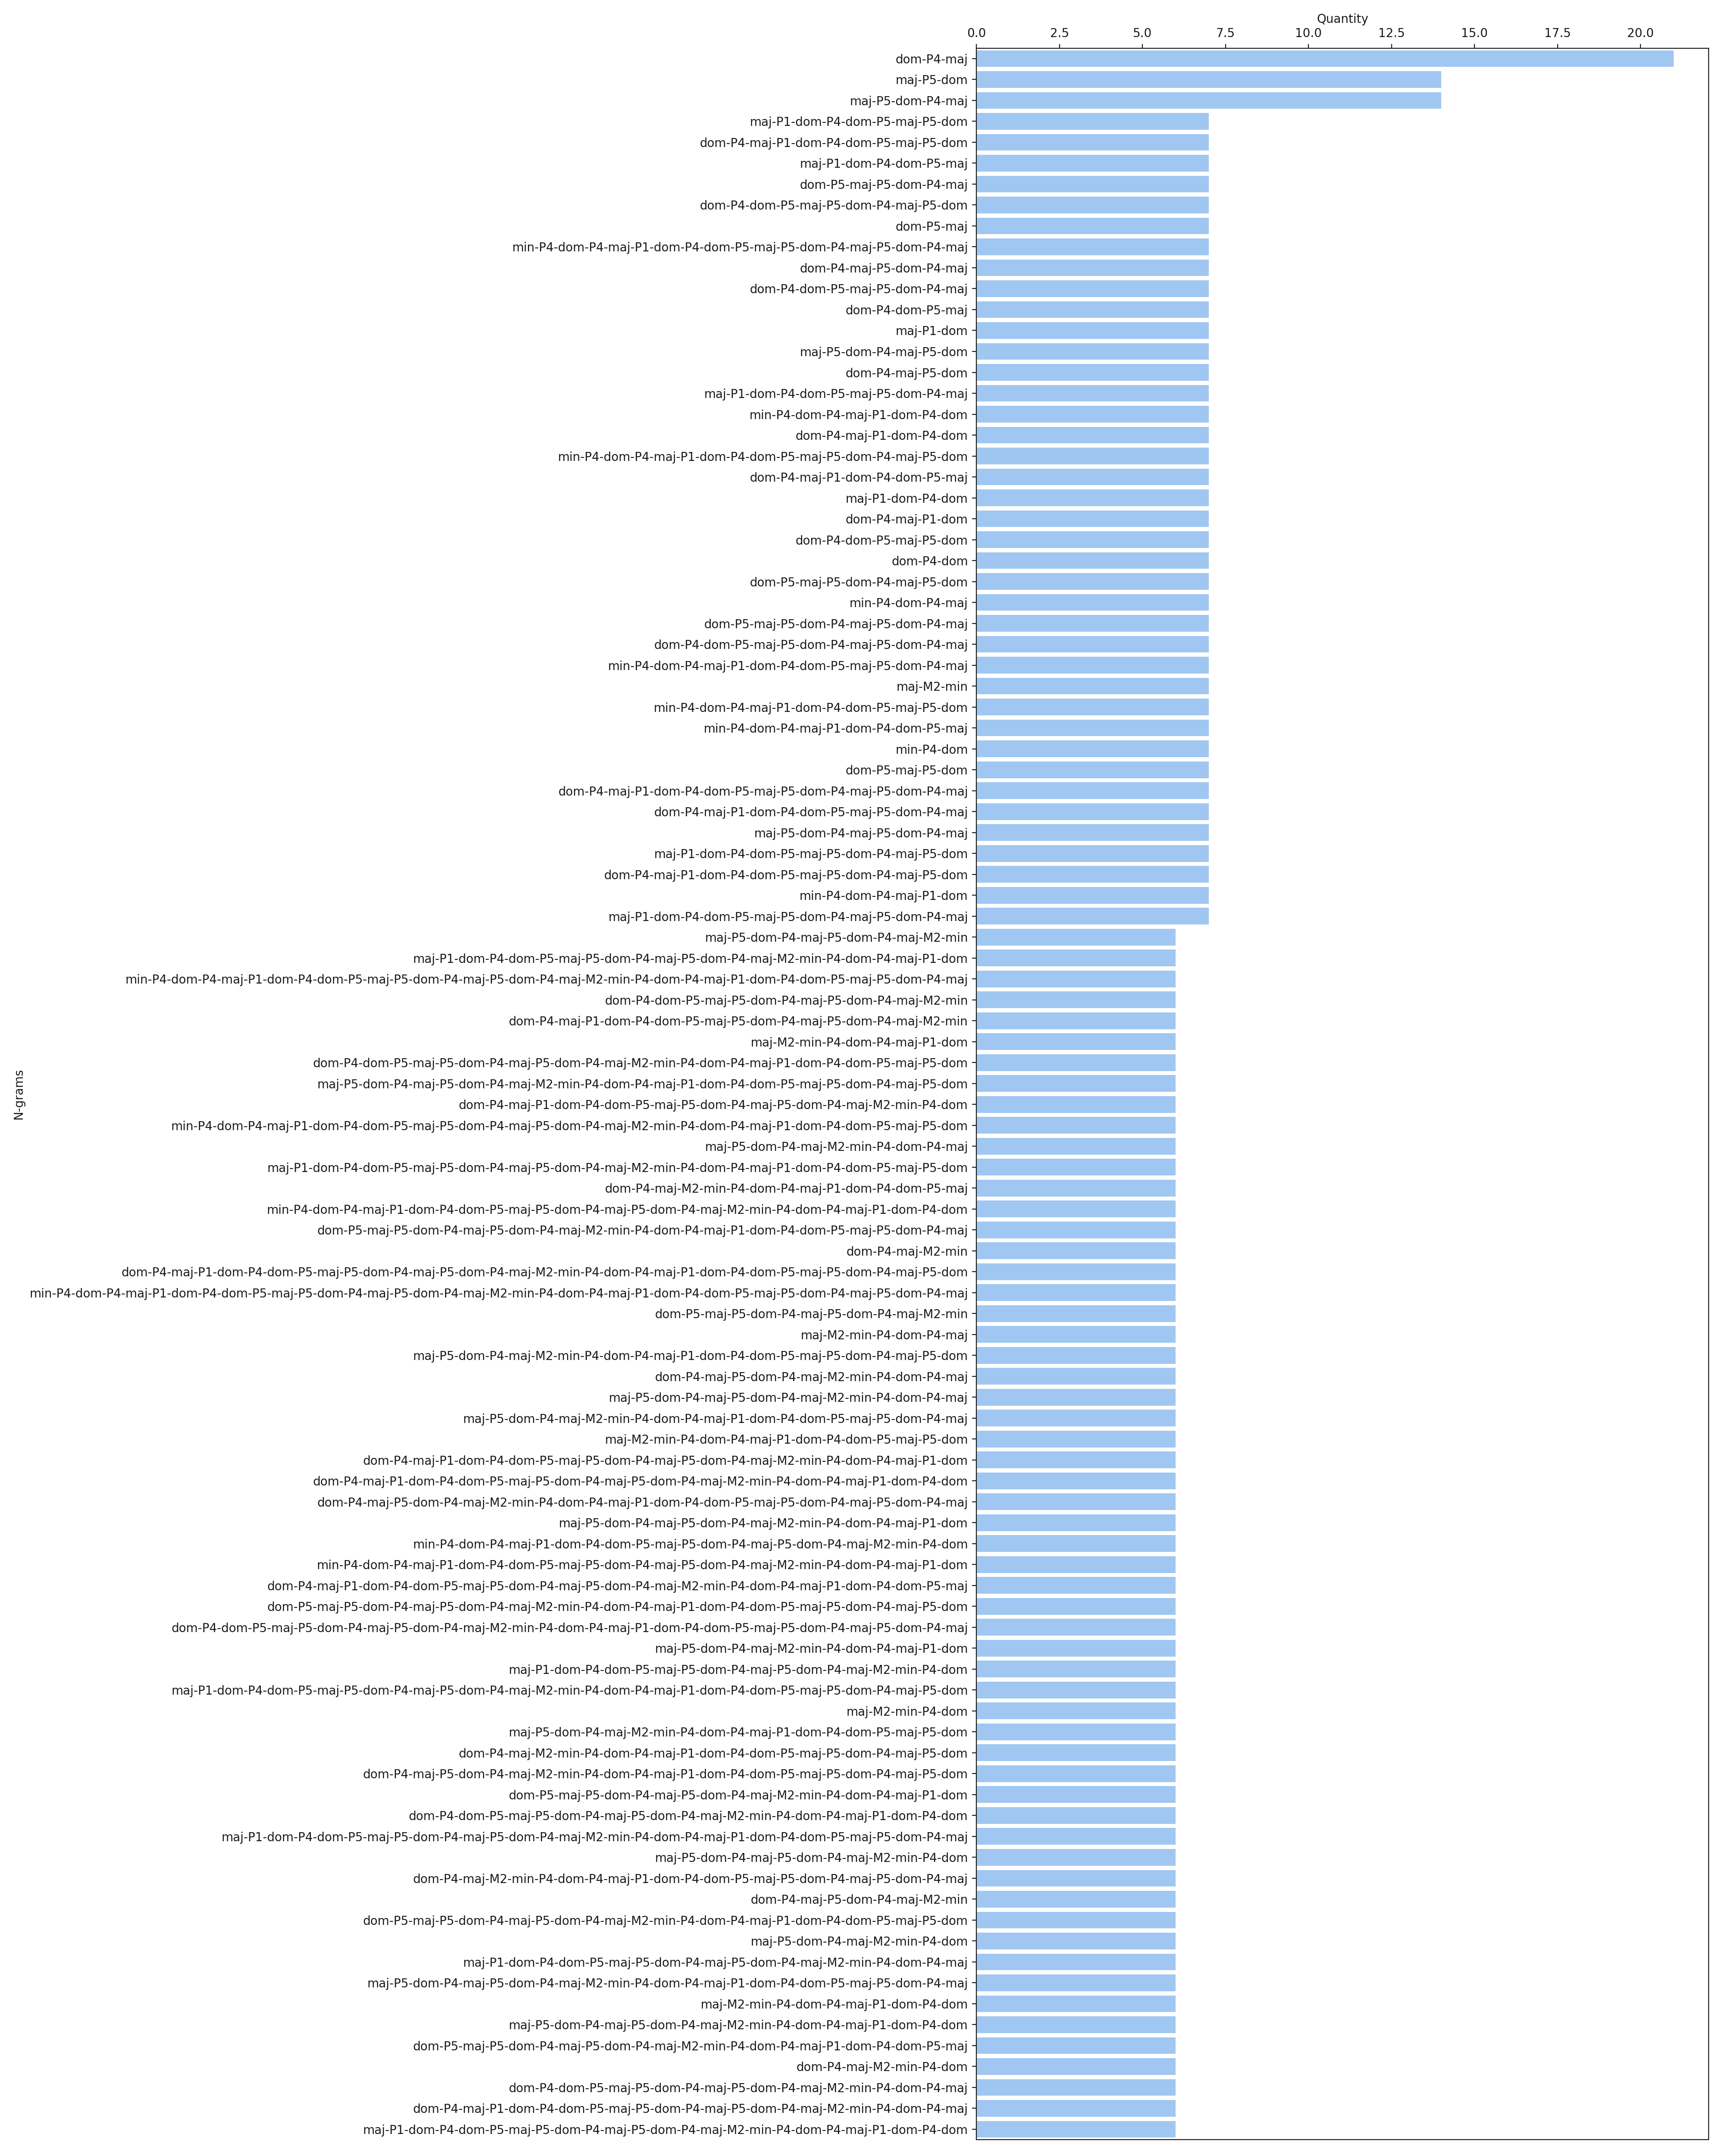 Quantity
0.0 2.5 5.0 7.5 10.0 12.5 15.0 17.5 20.0
dom-P4-maj
maj-P5-dom
maj-P5-dom-P4-maj
maj-P1-dom-P4-dom-P5-maj-P5-dom
dom-P4-maj-P1-dom-P4-dom-P5-maj-P5-dom
maj-P1-dom-P4-dom-P5-maj
dom-P5-maj-P5-dom-P4-maj
dom-P4-dom-P5-maj-P5-dom-P4-maj-P5-dom
dom-P5-maj
min-P4-dom-P4-maj-P1-dom-P4-dom-P5-maj-P5-dom-P4-maj-P5-dom-P4-maj
dom-P4-maj-P5-dom-P4-maj
dom-P4-dom-P5-maj-P5-dom-P4-maj
dom-P4-dom-P5-maj
maj-P1-dom
maj-P5-dom-P4-maj-P5-dom
dom-P4-maj-P5-dom
maj-P1-dom-P4-dom-P5-maj-P5-dom-P4-maj
min-P4-dom-P4-maj-P1-dom-P4-dom
dom-P4-maj-P1-dom-P4-dom
min-P4-dom-P4-maj-P1-dom-P4-dom-P5-maj-P5-dom-P4-maj-P5-dom
dom-P4-maj-P1-dom-P4-dom-P5-maj
maj-P1-dom-P4-dom
dom-P4-maj-P1-dom
dom-P4-dom-P5-maj-P5-dom
dom-P4-dom
dom-P5-maj-P5-dom-P4-maj-P5-dom
min-P4-dom-P4-maj
dom-P5-maj-P5-dom-P4-maj-P5-dom-P4-maj
dom-P4-dom-P5-maj-P5-dom-P4-maj-P5-dom-P4-maj
min-P4-dom-P4-maj-P1-dom-P4-dom-P5-maj-P5-dom-P4-maj
maj-M2-min
min-P4-dom-P4-maj-P1-dom-P4-dom-P5-maj-P5-dom
min-P4-dom-P4-maj-P1-dom-P4-dom-P5-maj
min-P4-dom
dom-P5-maj-P5-dom
dom-P4-maj-P1-dom-P4-dom-P5-maj-P5-dom-P4-maj-P5-dom-P4-maj
dom-P4-maj-P1-dom-P4-dom-P5-maj-P5-dom-P4-maj
maj-P5-dom-P4-maj-P5-dom-P4-maj
maj-P1-dom-P4-dom-P5-maj-P5-dom-P4-maj-P5-dom
dom-P4-maj-P1-dom-P4-dom-P5-maj-P5-dom-P4-maj-P5-dom
min-P4-dom-P4-maj-P1-dom
maj-P1-dom-P4-dom-P5-maj-P5-dom-P4-maj-P5-dom-P4-maj
maj-P5-dom-P4-maj-P5-dom-P4-maj-M2-min
maj-P1-dom-P4-dom-P5-maj-P5-dom-P4-maj-P5-dom-P4-maj-M2-min-P4-dom-P4-maj-P1-dom
min-P4-dom-P4-maj-P1-dom-P4-dom-P5-maj-P5-dom-P4-maj-P5-dom-P4-maj-M2-min-P4-dom-P4-maj-P1-dom-P4-dom-P5-maj-P5-dom-P4-maj
dom-P4-dom-P5-maj-P5-dom-P4-maj-P5-dom-P4-maj-M2-min
dom-P4-maj-P1-dom-P4-dom-P5-maj-P5-dom-P4-maj-P5-dom-P4-maj-M2-min
maj-M2-min-P4-dom-P4-maj-P1-dom
dom-P4-dom-P5-maj-P5-dom-P4-maj-P5-dom-P4-maj-M2-min-P4-dom-P4-maj-P1-dom-P4-dom-P5-maj-P5-dom
maj-P5-dom-P4-maj-P5-dom-P4-maj-M2-min-P4-dom-P4-maj-P1-dom-P4-dom-P5-maj-P5-dom-P4-maj-P5-dom
dom-P4-maj-P1-dom-P4-dom-P5-maj-P5-dom-P4-maj-P5-dom-P4-maj-M2-min-P4-dom
min-P4-dom-P4-maj-P1-dom-P4-dom-P5-maj-P5-dom-P4-maj-P5-dom-P4-maj-M2-min-P4-dom-P4-maj-P1-dom-P4-dom-P5-maj-P5-dom
maj-P5-dom-P4-maj-M2-min-P4-dom-P4-maj
maj-P1-dom-P4-dom-P5-maj-P5-dom-P4-maj-P5-dom-P4-maj-M2-min-P4-dom-P4-maj-P1-dom-P4-dom-P5-maj-P5-dom
dom-P4-maj-M2-min-P4-dom-P4-maj-P1-dom-P4-dom-P5-maj
min-P4-dom-P4-maj-P1-dom-P4-dom-P5-maj-P5-dom-P4-maj-P5-dom-P4-maj-M2-min-P4-dom-P4-maj-P1-dom-P4-dom
dom-P5-maj-P5-dom-P4-maj-P5-dom-P4-maj-M2-min-P4-dom-P4-maj-P1-dom-P4-dom-P5-maj-P5-dom-P4-maj
dom-P4-maj-M2-min
dom-P4-maj-P1-dom-P4-dom-P5-maj-P5-dom-P4-maj-P5-dom-P4-maj-M2-min-P4-dom-P4-maj-P1-dom-P4-dom-P5-maj-P5-dom-P4-maj-P5-dom
min-P4-dom-P4-maj-P1-dom-P4-dom-P5-maj-P5-dom-P4-maj-P5-dom-P4-maj-M2-min-P4-dom-P4-maj-P1-dom-P4-dom-P5-maj-P5-dom-P4-maj-P5-dom-P4-maj
dom-P5-maj-P5-dom-P4-maj-P5-dom-P4-maj-M2-min
maj-M2-min-P4-dom-P4-maj
maj-P5-dom-P4-maj-M2-min-P4-dom-P4-maj-P1-dom-P4-dom-P5-maj-P5-dom-P4-maj-P5-dom
dom-P4-maj-P5-dom-P4-maj-M2-min-P4-dom-P4-maj
maj-P5-dom-P4-maj-P5-dom-P4-maj-M2-min-P4-dom-P4-maj
maj-P5-dom-P4-maj-M2-min-P4-dom-P4-maj-P1-dom-P4-dom-P5-maj-P5-dom-P4-maj
maj-M2-min-P4-dom-P4-maj-P1-dom-P4-dom-P5-maj-P5-dom
dom-P4-maj-P1-dom-P4-dom-P5-maj-P5-dom-P4-maj-P5-dom-P4-maj-M2-min-P4-dom-P4-maj-P1-dom
dom-P4-maj-P1-dom-P4-dom-P5-maj-P5-dom-P4-maj-P5-dom-P4-maj-M2-min-P4-dom-P4-maj-P1-dom-P4-dom
dom-P4-maj-P5-dom-P4-maj-M2-min-P4-dom-P4-maj-P1-dom-P4-dom-P5-maj-P5-dom-P4-maj-P5-dom-P4-maj
maj-P5-dom-P4-maj-P5-dom-P4-maj-M2-min-P4-dom-P4-maj-P1-dom
min-P4-dom-P4-maj-P1-dom-P4-dom-P5-maj-P5-dom-P4-maj-P5-dom-P4-maj-M2-min-P4-dom
min-P4-dom-P4-maj-P1-dom-P4-dom-P5-maj-P5-dom-P4-maj-P5-dom-P4-maj-M2-min-P4-dom-P4-maj-P1-dom
dom-P4-maj-P1-dom-P4-dom-P5-maj-P5-dom-P4-maj-P5-dom-P4-maj-M2-min-P4-dom-P4-maj-P1-dom-P4-dom-P5-maj
dom-P5-maj-P5-dom-P4-maj-P5-dom-P4-maj-M2-min-P4-dom-P4-maj-P1-dom-P4-dom-P5-maj-P5-dom-P4-maj-P5-dom
dom-P4-dom-P5-maj-P5-dom-P4-maj-P5-dom-P4-maj-M2-min-P4-dom-P4-maj-P1-dom-P4-dom-P5-maj-P5-dom-P4-maj-P5-dom-P4-maj
maj-P5-dom-P4-maj-M2-min-P4-dom-P4-maj-P1-dom
maj-P1-dom-P4-dom-P5-maj-P5-dom-P4-maj-P5-dom-P4-maj-M2-min-P4-dom
maj-P1-dom-P4-dom-P5-maj-P5-dom-P4-maj-P5-dom-P4-maj-M2-min-P4-dom-P4-maj-P1-dom-P4-dom-P5-maj-P5-dom-P4-maj-P5-dom
maj-M2-min-P4-dom
maj-P5-dom-P4-maj-M2-min-P4-dom-P4-maj-P1-dom-P4-dom-P5-maj-P5-dom
dom-P4-maj-M2-min-P4-dom-P4-maj-P1-dom-P4-dom-P5-maj-P5-dom-P4-maj-P5-dom
dom-P4-maj-P5-dom-P4-maj-M2-min-P4-dom-P4-maj-P1-dom-P4-dom-P5-maj-P5-dom-P4-maj-P5-dom
dom-P5-maj-P5-dom-P4-maj-P5-dom-P4-maj-M2-min-P4-dom-P4-maj-P1-dom
dom-P4-dom-P5-maj-P5-dom-P4-maj-P5-dom-P4-maj-M2-min-P4-dom-P4-maj-P1-dom-P4-dom
maj-P1-dom-P4-dom-P5-maj-P5-dom-P4-maj-P5-dom-P4-maj-M2-min-P4-dom-P4-maj-P1-dom-P4-dom-P5-maj-P5-dom-P4-maj
maj-P5-dom-P4-maj-P5-dom-P4-maj-M2-min-P4-dom
dom-P4-maj-M2-min-P4-dom-P4-maj-P1-dom-P4-dom-P5-maj-P5-dom-P4-maj-P5-dom-P4-maj
dom-P4-maj-P5-dom-P4-maj-M2-min
dom-P5-maj-P5-dom-P4-maj-P5-dom-P4-maj-M2-min-P4-dom-P4-maj-P1-dom-P4-dom-P5-maj-P5-dom
maj-P5-dom-P4-maj-M2-min-P4-dom
maj-P1-dom-P4-dom-P5-maj-P5-dom-P4-maj-P5-dom-P4-maj-M2-min-P4-dom-P4-maj
maj-P5-dom-P4-maj-P5-dom-P4-maj-M2-min-P4-dom-P4-maj-P1-dom-P4-dom-P5-maj-P5-dom-P4-maj
maj-M2-min-P4-dom-P4-maj-P1-dom-P4-dom
maj-P5-dom-P4-maj-P5-dom-P4-maj-M2-min-P4-dom-P4-maj-P1-dom-P4-dom
dom-P5-maj-P5-dom-P4-maj-P5-dom-P4-maj-M2-min-P4-dom-P4-maj-P1-dom-P4-dom-P5-maj
dom-P4-maj-M2-min-P4-dom
dom-P4-dom-P5-maj-P5-dom-P4-maj-P5-dom-P4-maj-M2-min-P4-dom-P4-maj
dom-P4-maj-P1-dom-P4-dom-P5-maj-P5-dom-P4-maj-P5-dom-P4-maj-M2-min-P4-dom-P4-maj
maj-P1-dom-P4-dom-P5-maj-P5-dom-P4-maj-P5-dom-P4-maj-M2-min-P4-dom-P4-maj-P1-dom-P4-dom
N-grams